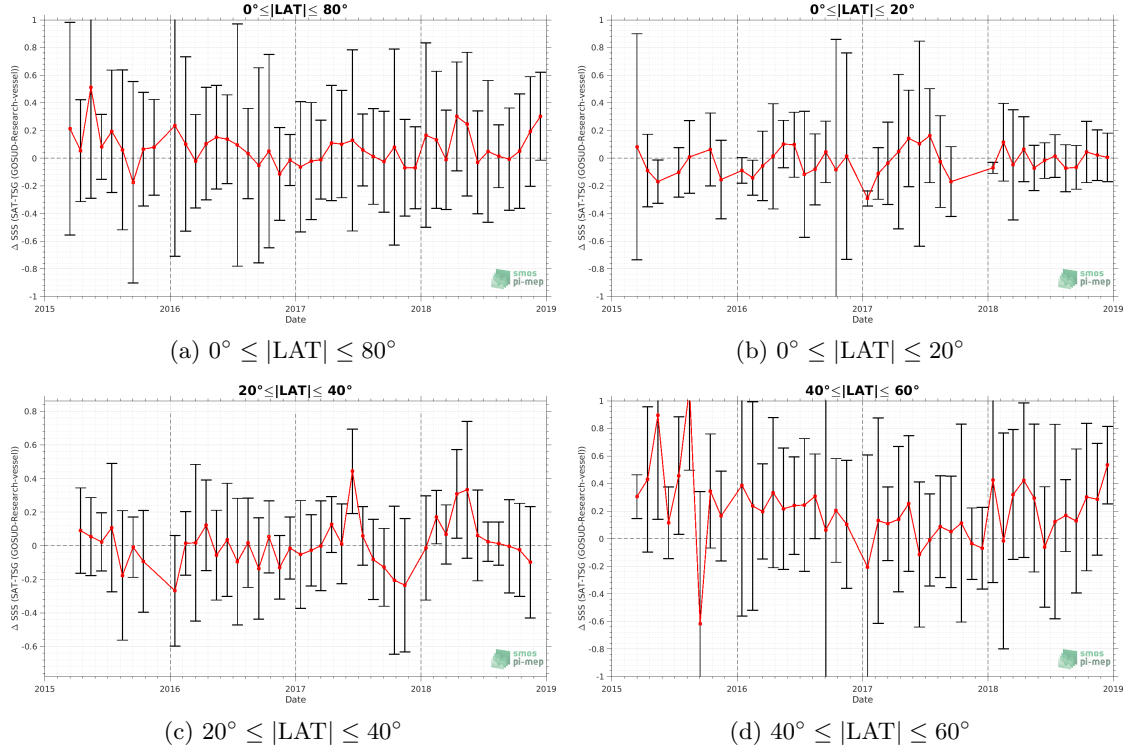 0°≤|LAT|≤ 80°
Δ SSS (SAT-TSG (GOSUD-Research-vessel))
1
0.8
0.6
0.4
0.2
0
-0.2
-0.4
-0.6
-0.8
-1
2015
2016
2017
2018
2019
Date
smos
pi-mep
(a) 0° ≤ |LAT| ≤ 80°
0°≤|LAT|≤ 20°
Δ SSS (SAT-TSG (GOSUD-Research-vessel))
1
0.8
0.6
0.4
0.2
0
-0.2
-0.4
-0.6
-0.8
-1
2015
2016
2017
2018
2019
Date
smos
pi-mep
(b) 0° ≤ |LAT| ≤ 20°
20°≤|LAT|≤ 40°
Δ SSS (SAT-TSG (GOSUD-Research-vessel))
0.8
0.6
0.4
0.2
0
-0.2
-0.4
-0.6
2015
2016
2017
2018
2019
Date
smos
pi-mep
(c) 20° ≤ |LAT| ≤ 40°
40°≤|LAT|≤ 60°
Δ SSS (SAT-TSG (GOSUD-Research-vessel))
1
0.8
0.6
0.4
0.2
0
-0.2
-0.4
-0.6
-0.8
-1
2015
2016
2017
2018
2019
Date
smos
pi-mep
(d) 40° ≤ |LAT| ≤ 60°